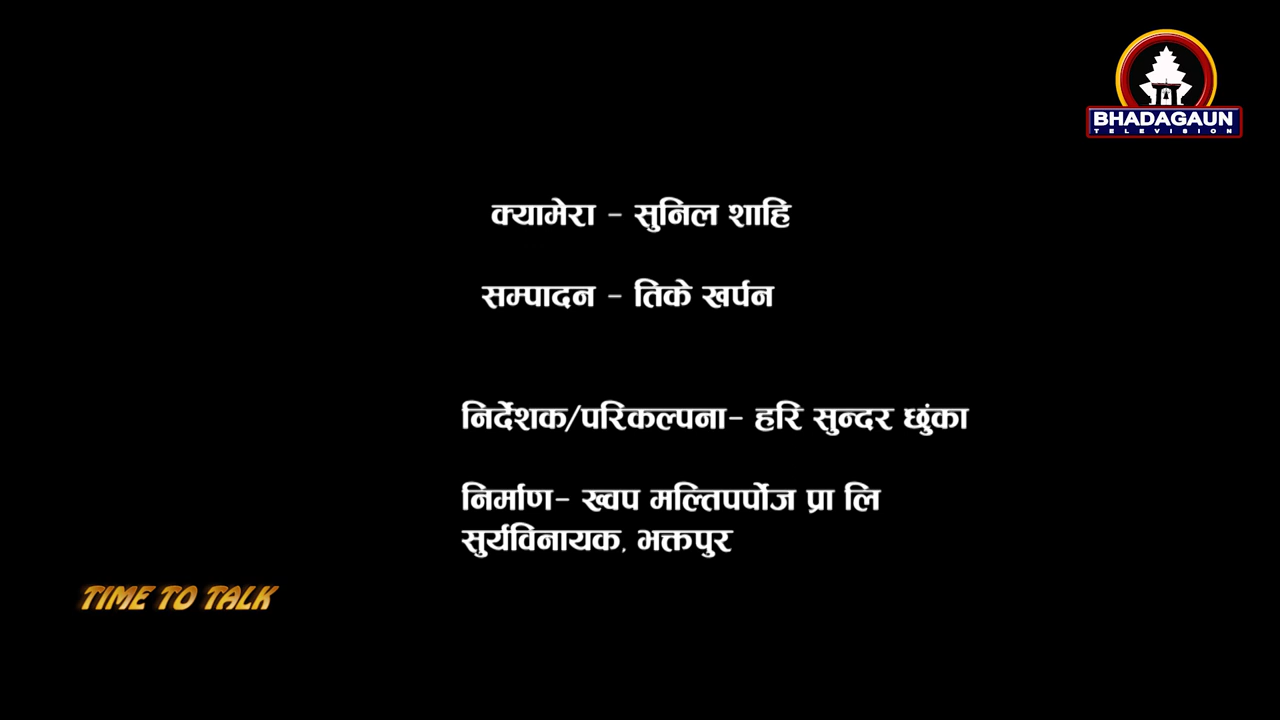 BHADAGAUN
TELEVISION
क्यामेरा - सुनिल शाहि
सम्पादन - तिके खर्पन
निर्देशक/परिकल्पना- हरि सुन्दर छुंका
निर्माण- ख्वप मल्तिपर्पोज प्रा लि
सुर्यविनायक, भक्तपुर
TIME TO TALK